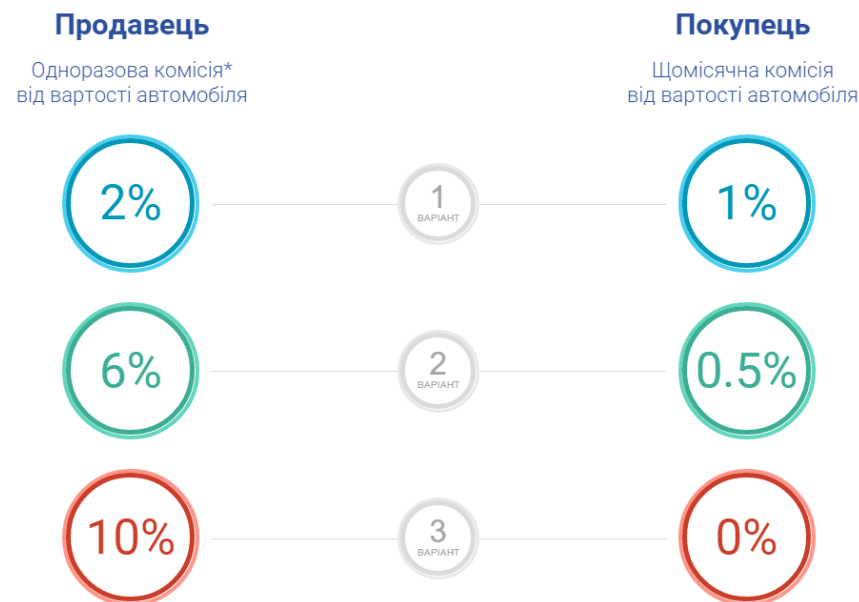 Продавець
Покупець
Одноразова комісія*
від вартості автомобіля
Щомісячна комісія
від вартості автомобіля
2%
1
ВАРІАНТ
1%
6%
2
ВАРІАНТ
0.5%
10%
3
ВАРІАНТ
0%